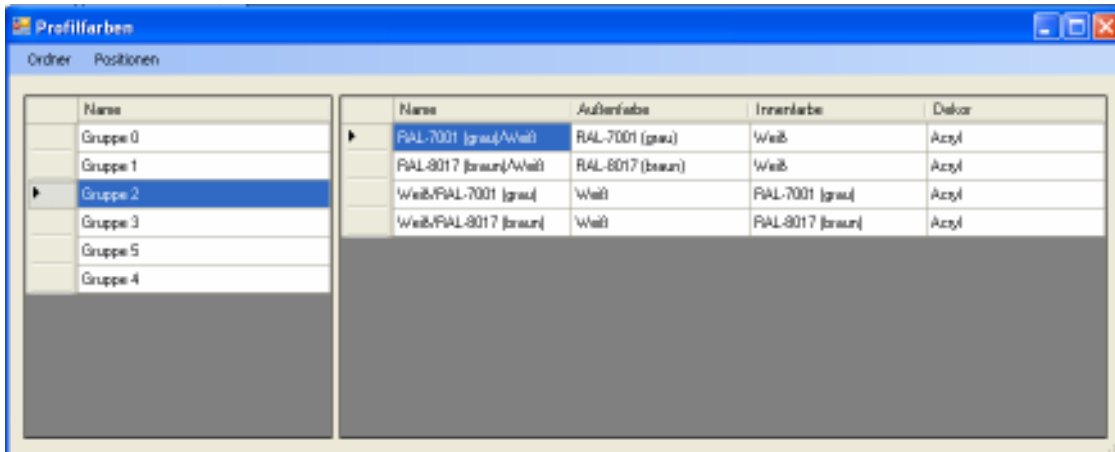 Profilfarben
Ordner Positionen
Name
Gruppe 0
Gruppe 1
Gruppe 2
Gruppe 3
Gruppe 5
Gruppe 4
Name Außenfarbe Innenfarbe Dekor
RAL-7001 (grau)/Weiß RAL-7001 (grau) Weiß Acryl
RAL-8017 (braun)/Weiß RAL-8017 (braun) Weiß Acryl
Weiß/RAL-7001 (grau) Weiß RAL-7001 (grau) Acryl
Weiß/RAL-8017 (braun) Weiß RAL-8017 (braun) Acryl